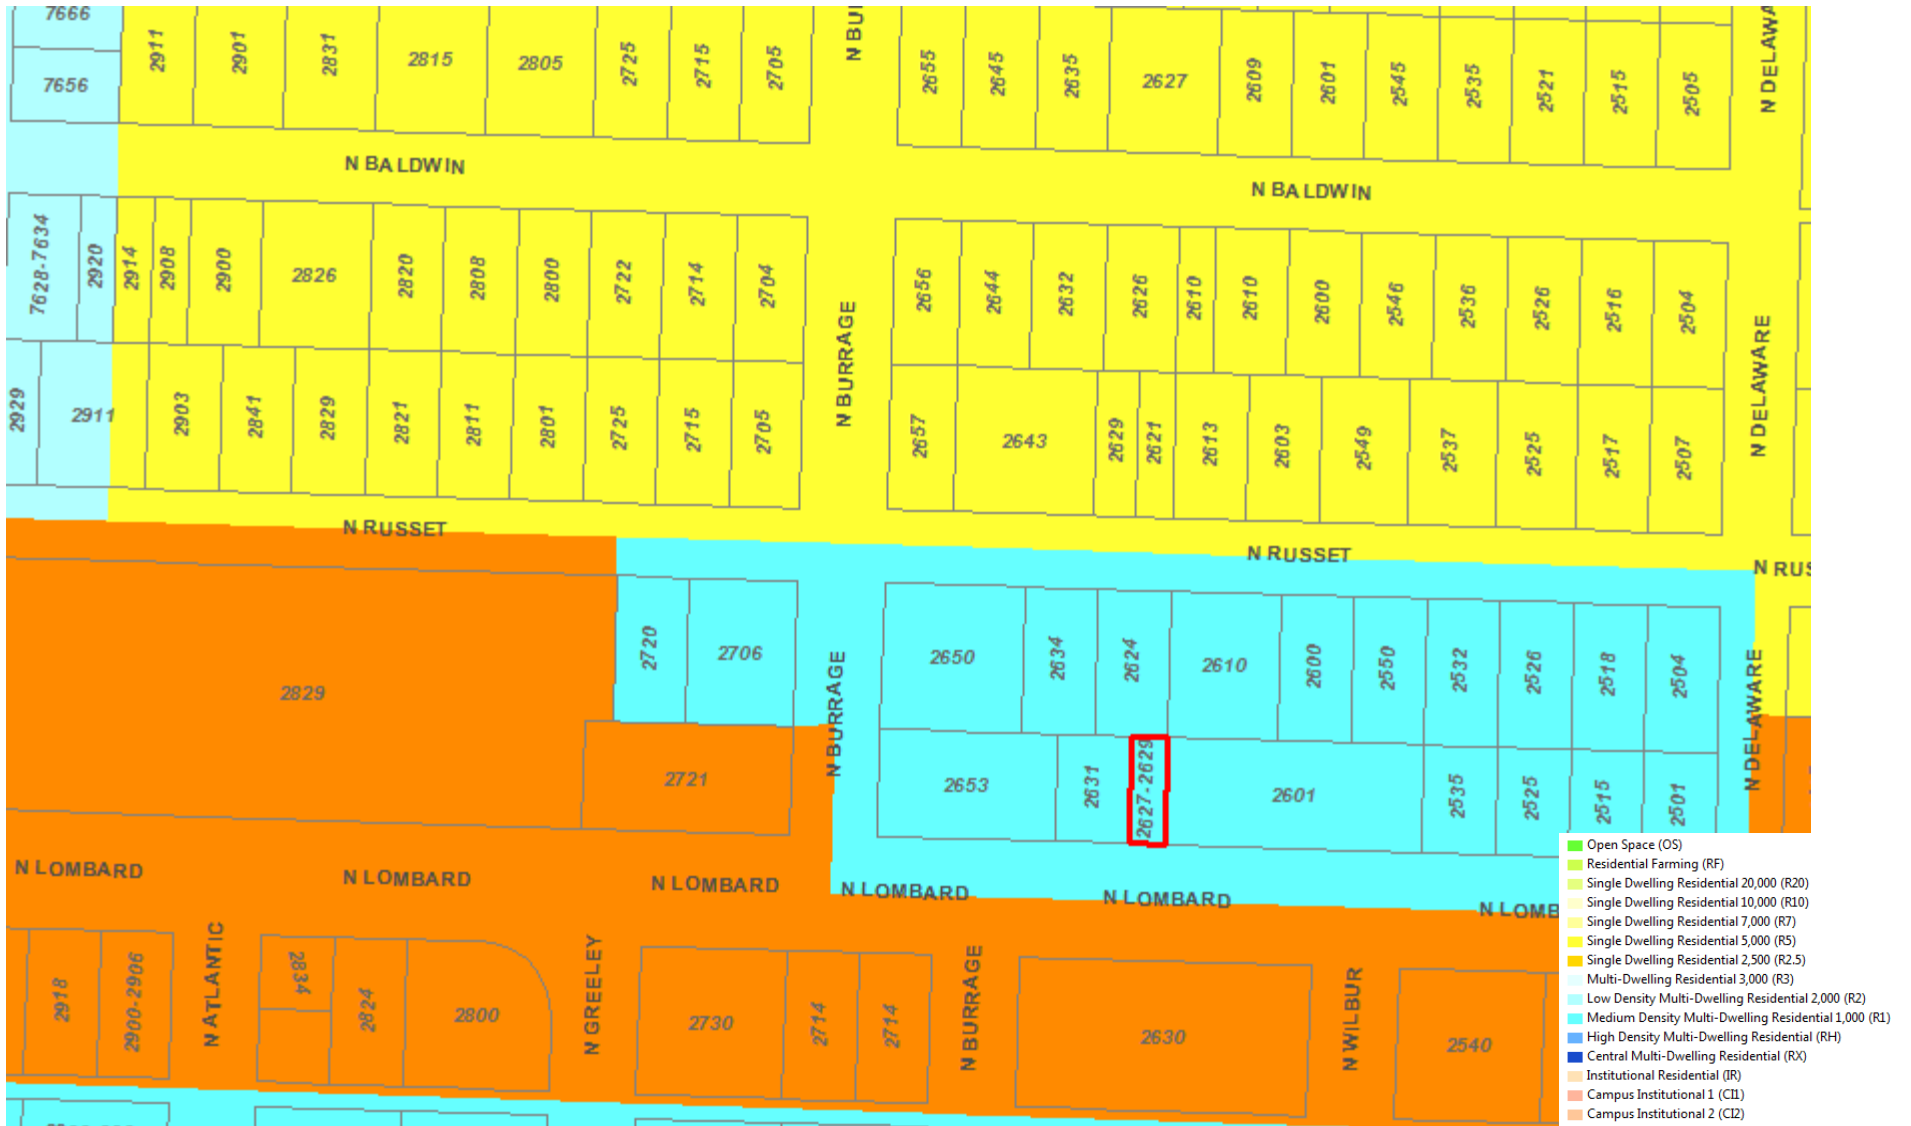 7666
7656
2911
2901
2831
2815
2805
2725
2715
2705
N BU
2655
2645
2635
2627
2609
2601
2545
2535
2521
2515
2505
N DELAWA
N BALDWIN
N BALDWIN
7628-7634
2920
2914
2908
2900
2826
2820
2808
2800
2722
2714
2704
N BURRAGE
2656
2644
2632
2626
2610
2610
2600
2546
2536
2526
2516
2504
N DELAWARE
2929
2911
2903
2841
2829
2821
2811
2801
2725
2715
2705
2657
2643
2629
2621
2613
2603
2549
2537
2525
2517
2507
N RUSSET
N RUSSET
N RUS
2829
2720
2706
N BURRAGE
2650
2634
2624
2610
2600
2550
2532
2526
2518
2504
N DELAWARE
2721
2653
2631
2627-2629
2601
2535
2525
2515
2501
N LOMBARD
N LOMBARD
N LOMBARD
N LOMBARD
N LOMBARD
N LOMB
2918
2900-2906
N ATLANTIC
2834
2824
2800
N GREELEY
2730
2714
2714
N BURRAGE
2630
N WILBUR
2540
Open Space (OS)
Residential Farming (RF)
Single Dwelling Residential 20,000 (R20)
Single Dwelling Residential 10,000 (R10)
Single Dwelling Residential 7,000 (R7)
Single Dwelling Residential 5,000 (R5)
Single Dwelling Residential 2,500 (R2.5)
Multi-Dwelling Residential 3,000 (R3)
Low Density Multi-Dwelling Residential 2,000 (R2)
Medium Density Multi-Dwelling Residential 1,000 (R1)
High Density Multi-Dwelling Residential (RH)
Central Multi-Dwelling Residential (RX)
Institutional Residential (IR)
Campus Institutional 1 (CI1)
Campus Institutional 2 (CI2)